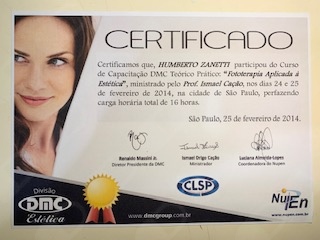 CERTIFICADO
Certificamos que, HUMBERTO ZANETTI participou do Curso
de Capacitação DMC Teórico Prático: "Fototerapia Aplicada à
Estética", ministrado pelo Prof. Ismael Cação, nos dias 24 e 25
de fevereiro de 2014, na cidade de São Paulo, perfazendo
carga horária total de 16 horas.
São Paulo, 25 de fevereiro de 2014.
Renaldo Massini Jr.
Diretor Presidente da DMC
Ismael Drigo Cação
Ministrador
Luciana Almeida-Lopes
Coordenadora do Nupen
Divisão
DMC
Estética
www.dmcgroup.com.br
CLSP
NuPEn
www.nupen.com.br